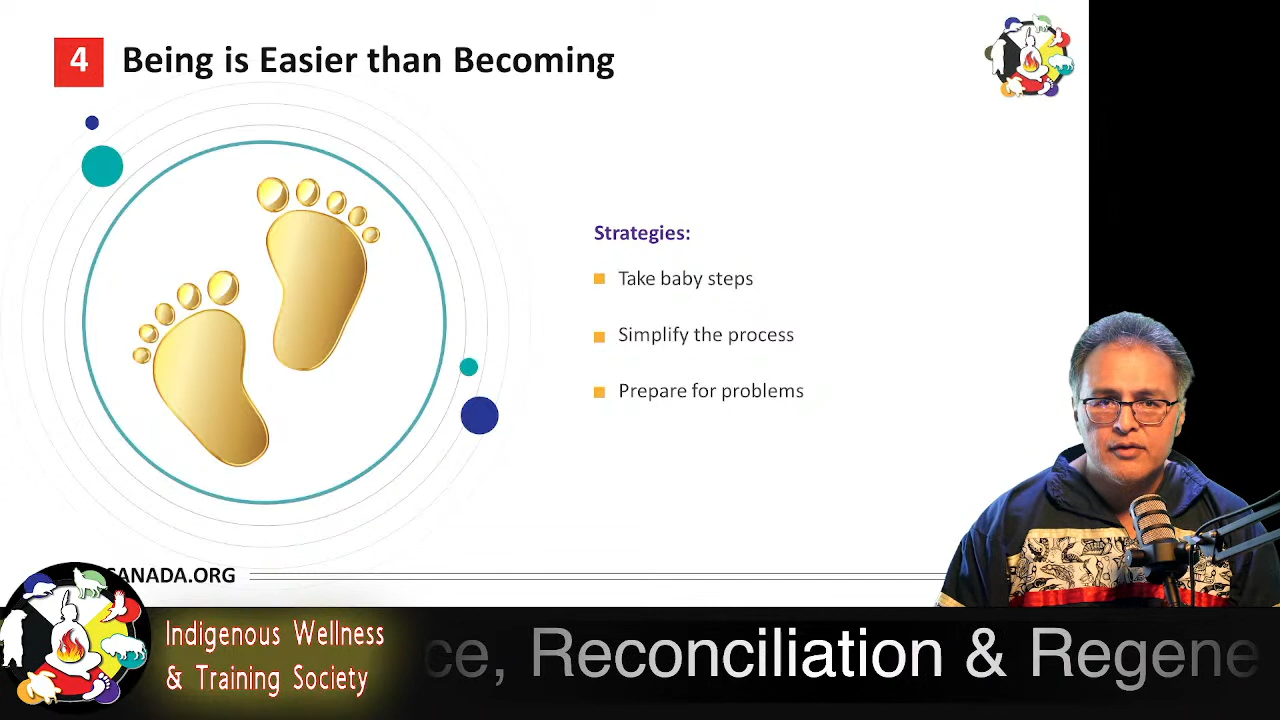 4 Being is Easier than Becoming
Strategies:
Take baby steps
Simplify the process
Prepare for problems
CANADA.ORG
Indigenous Wellness
& Training Society
ce, Reconciliation & Regene